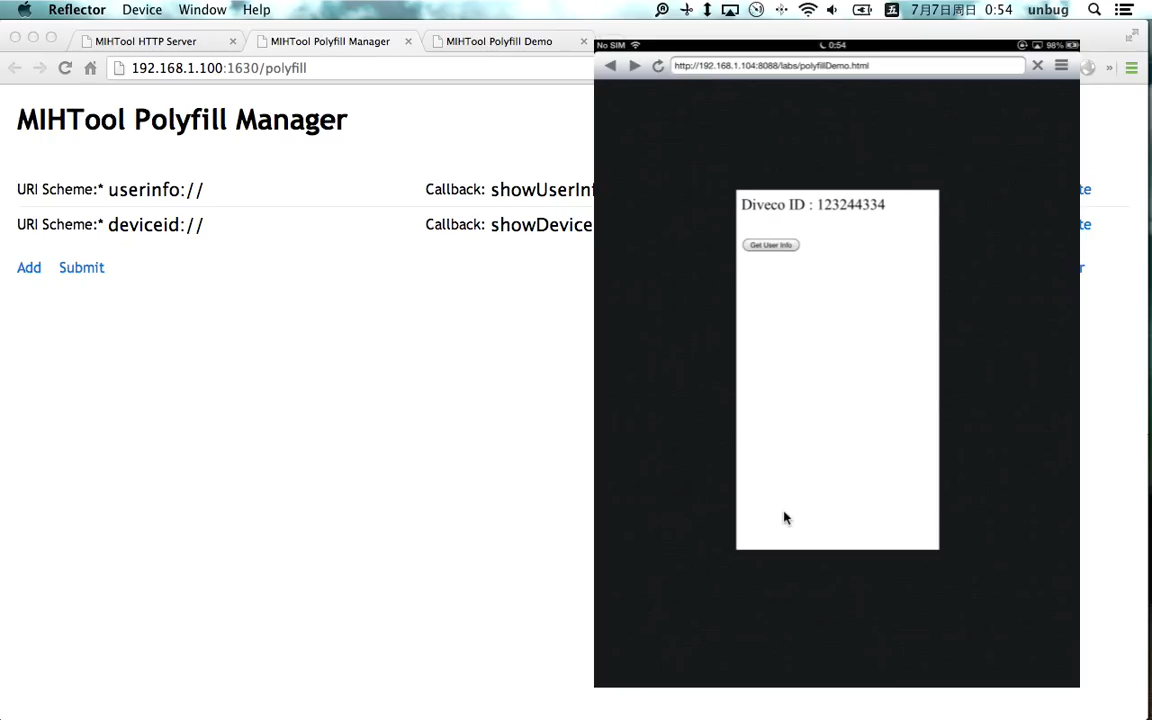 Reflector Device Window Help 7月7日周日 0:54 unbug
MIHTool HTTP Server
MIHTool Polyfill Manager
MIHTool Polyfill Demo
192.168.1.100:1630/polyfill
MIHTool Polyfill Manager
URI Scheme:* userinfo:// Callback: showUserInf te
URI Scheme:* deviceid:// Callback: showDevice te
Add Submit r
No SIM 0:54 98%
http://192.168.1.104:8088/labs/polyfillDemo.html
Diveco ID : 123244334
Get User Info